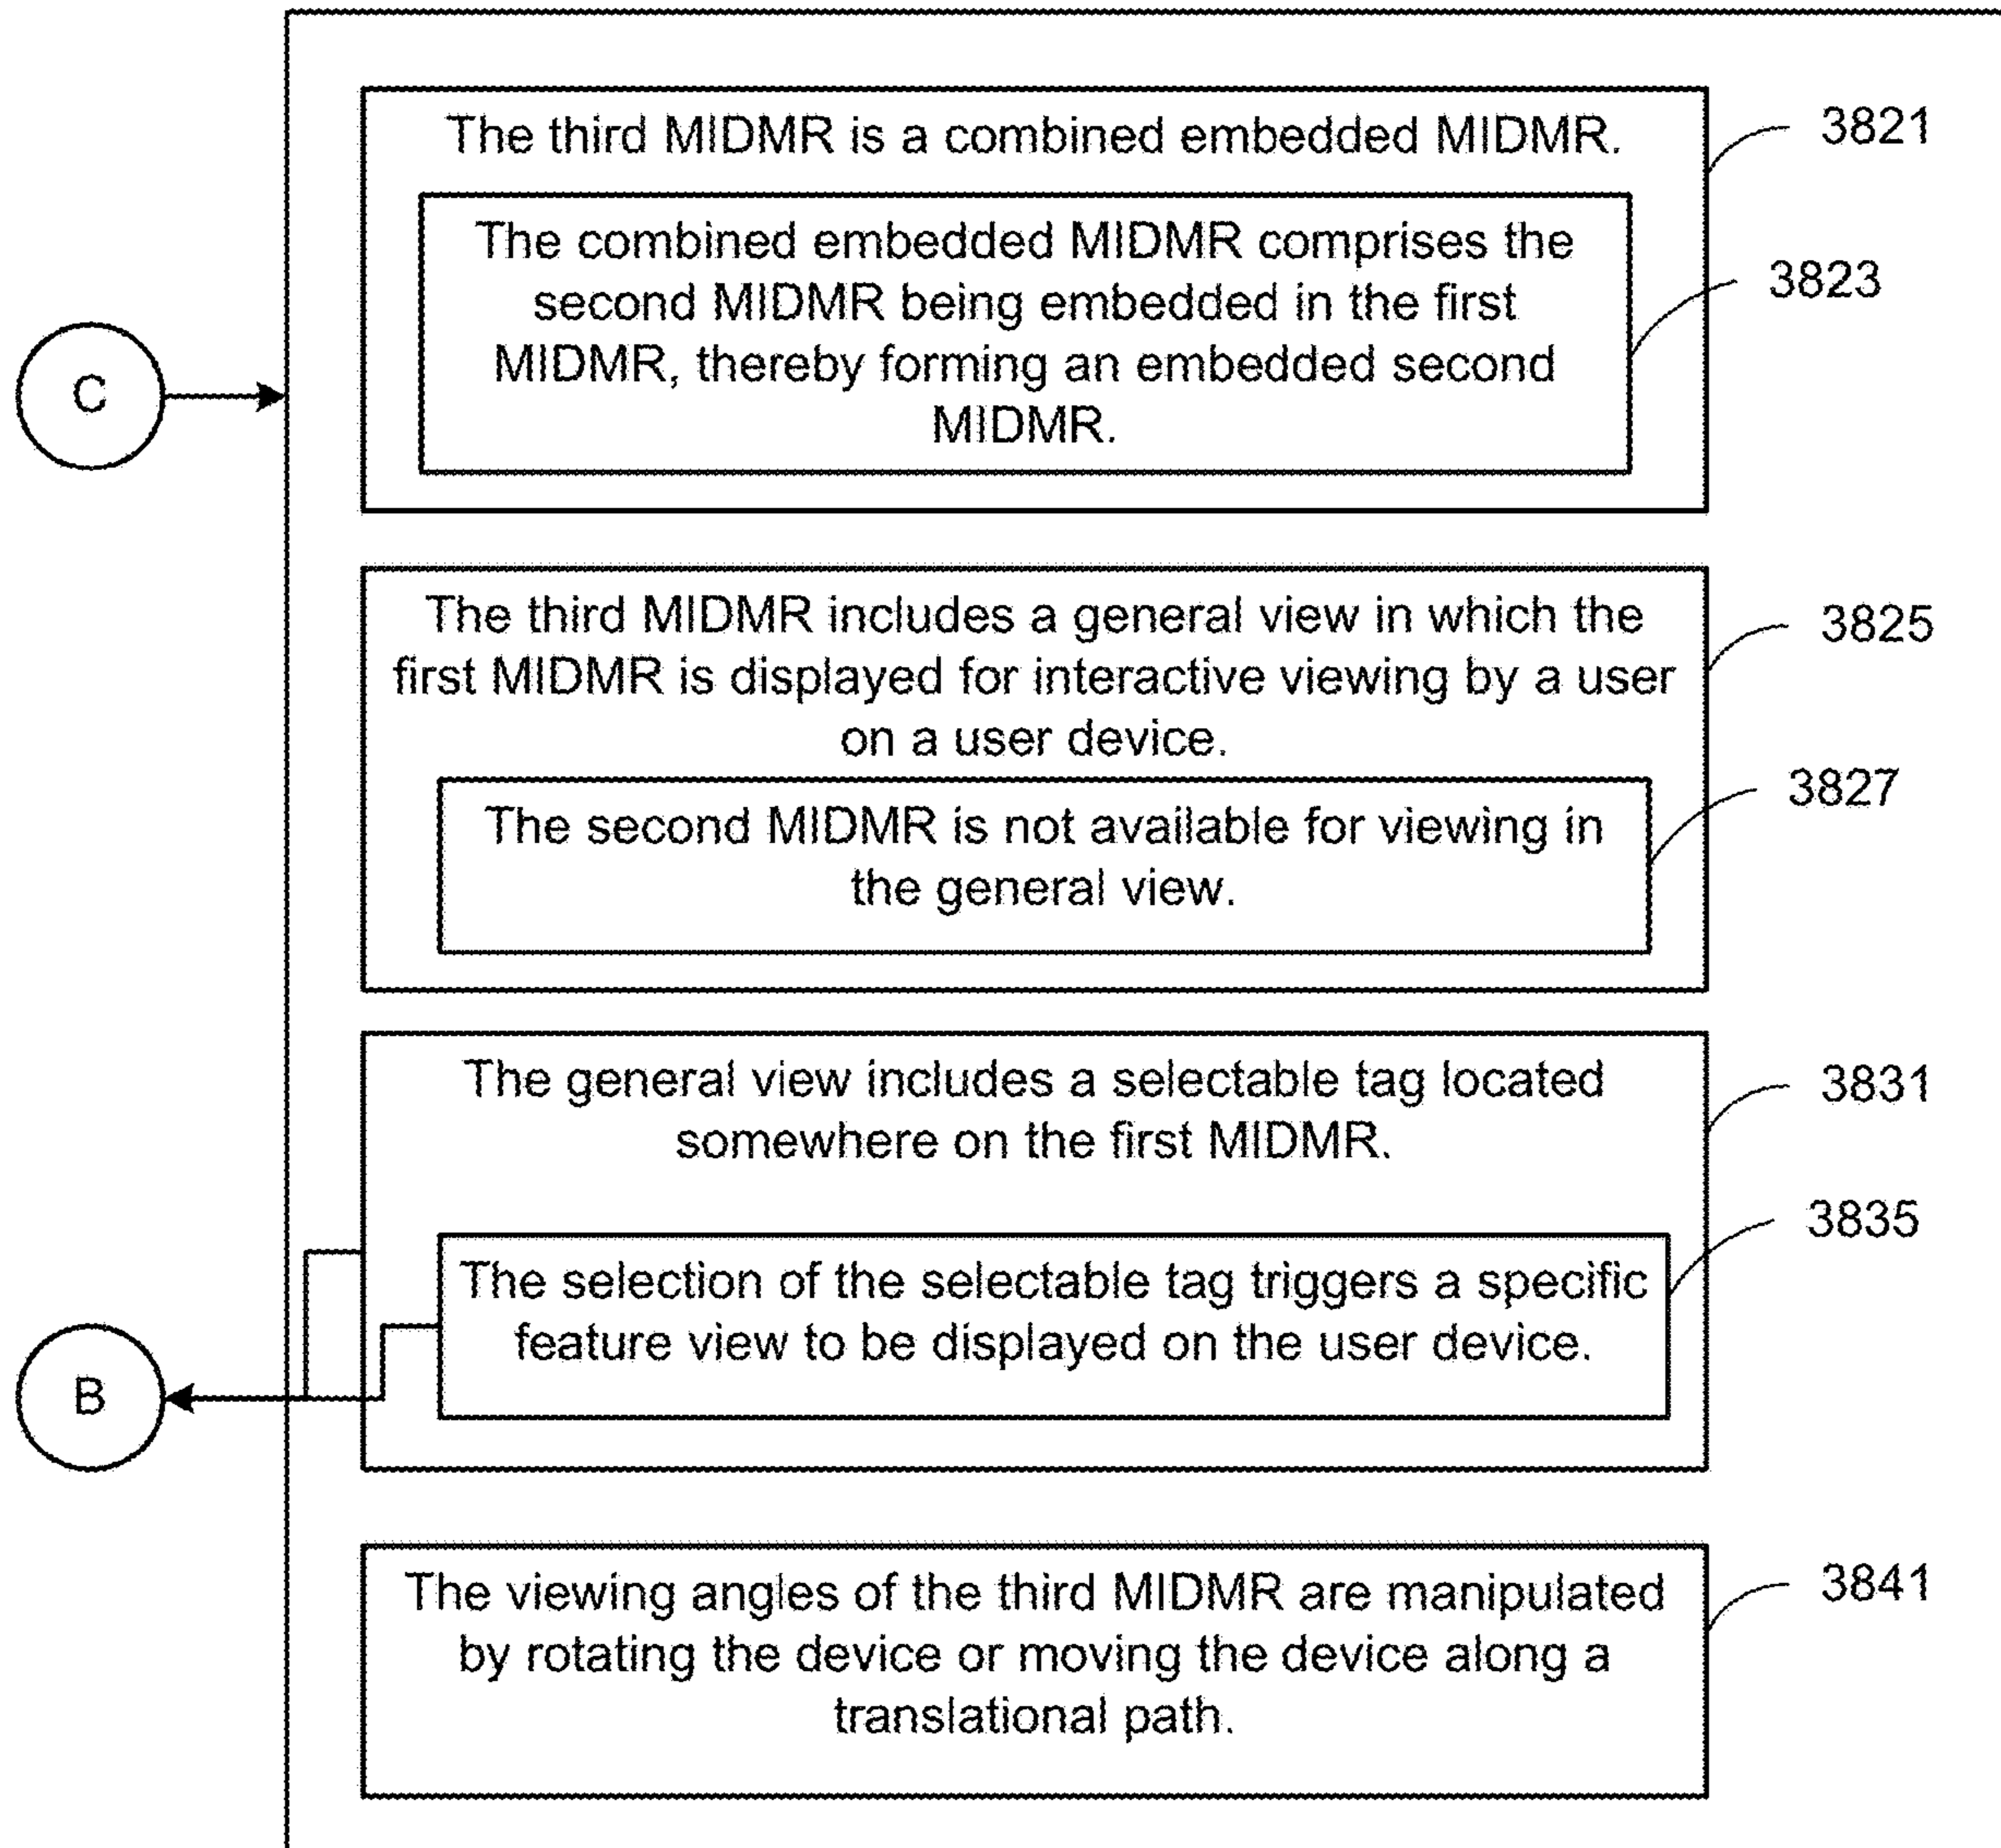 The third MIDMR is a combined embedded MIDMR.
3821
The combined embedded MIDMR comprises the
second MIDMR being embedded in the first
MIDMR, thereby forming an embedded second
MIDMR.
3823
C
The third MIDMR includes a general view in which the
first MIDMR is displayed for interactive viewing by a user
on a user device.
3825
The second MIDMR is not available for viewing in
the general view.
3827
The general view includes a selectable tag located
somewhere on the first MIDMR.
3831
The selection of the selectable tag triggers a specific
feature view to be displayed on the user device.
3835
B
The viewing angles of the third MIDMR are manipulated
by rotating the device or moving the device along a
translational path.
3841